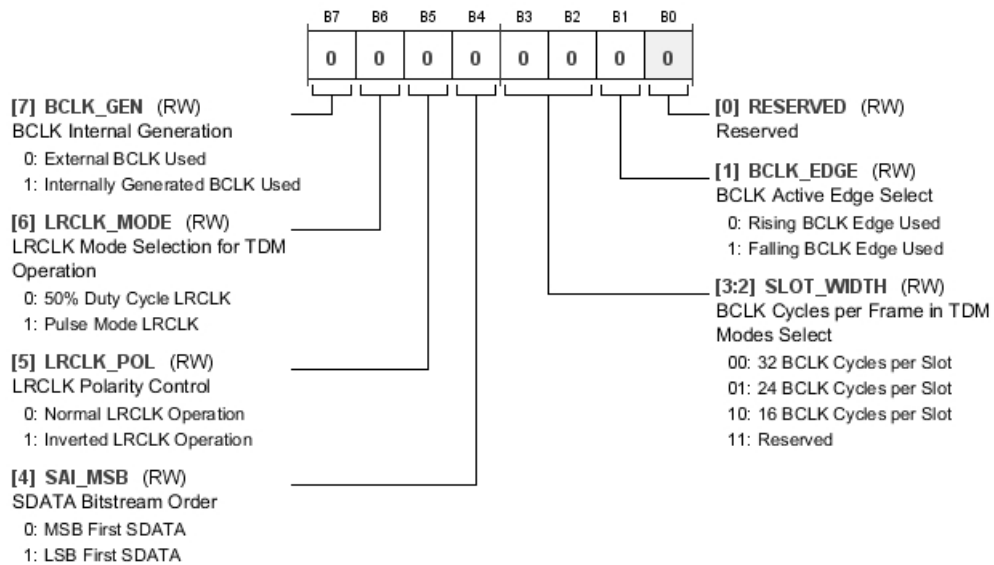 B7 B6 B5 B4 B3 B2 B1 B0
0 0 0 0 0 0 0 0
[7] BCLK_GEN (RW)
BCLK Internal Generation
0: External BCLK Used
1: Internally Generated BCLK Used
[6] LRCLK_MODE (RW)
LRCLK Mode Selection for TDM
Operation
0: 50% Duty Cycle LRCLK
1: Pulse Mode LRCLK
[5] LRCLK_POL (RW)
LRCLK Polarity Control
0: Normal LRCLK Operation
1: Inverted LRCLK Operation
[4] SAI_MSB (RW)
SDATA Bitstream Order
0: MSB First SDATA
1: LSB First SDATA
[0] RESERVED (RW)
Reserved
[1] BCLK_EDGE (RW)
BCLK Active Edge Select
0: Rising BCLK Edge Used
1: Falling BCLK Edge Used
[3:2] SLOT_WIDTH (RW)
BCLK Cycles per Frame in TDM
Modes Select
00: 32 BCLK Cycles per Slot
01: 24 BCLK Cycles per Slot
10: 16 BCLK Cycles per Slot
11: Reserved